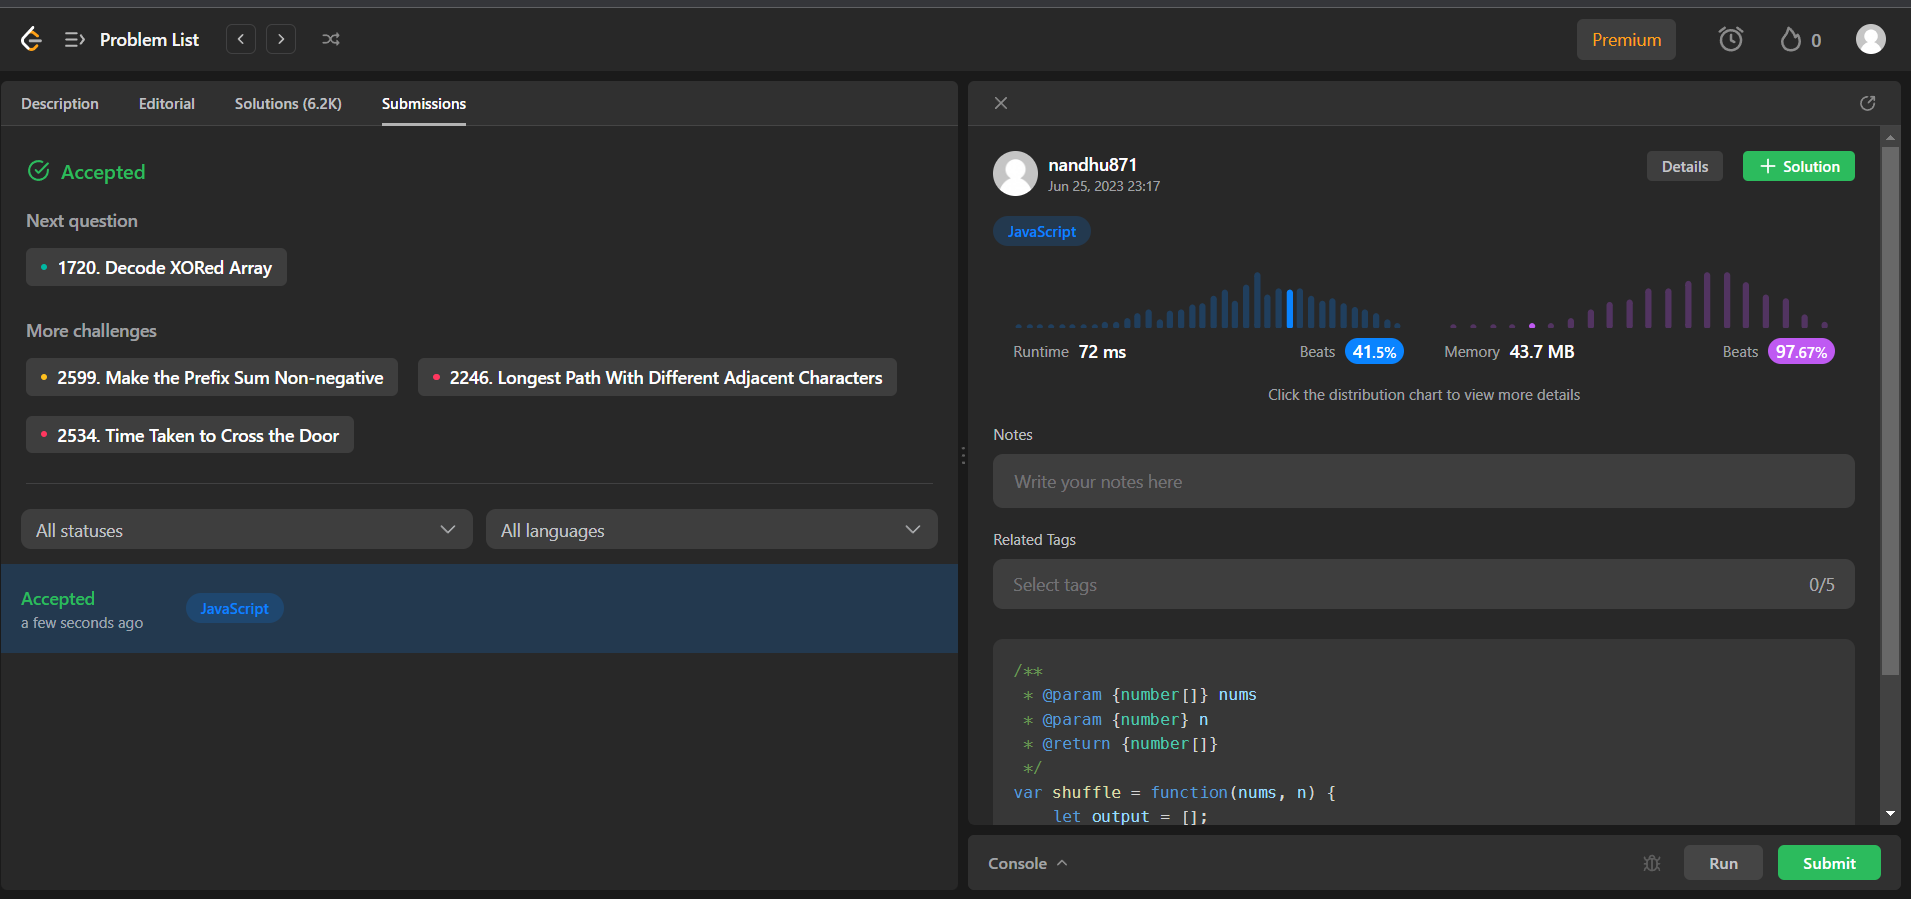 Problem List
Premium
0
Description Editorial Solutions (6.2K) Submissions
Accepted
Next question
1720. Decode XORed Array
More challenges
2599. Make the Prefix Sum Non-negative
2246. Longest Path With Different Adjacent Characters
2534. Time Taken to Cross the Door
All statuses
All languages
Accepted
a few seconds ago
JavaScript
nandhu871
Jun 25, 2023 23:17
Details
Solution
JavaScript
Runtime 72 ms
Beats 41.5%
Memory 43.7 MB
Beats 97.67%
Click the distribution chart to view more details
Notes
Write your notes here
Related Tags
Select tags
0/5
/**
 * @param {number[]} nums
 * @param {number} n
 * @return {number[]}
 */
var shuffle = function(nums, n) {
    let output = [];
Console
Run
Submit